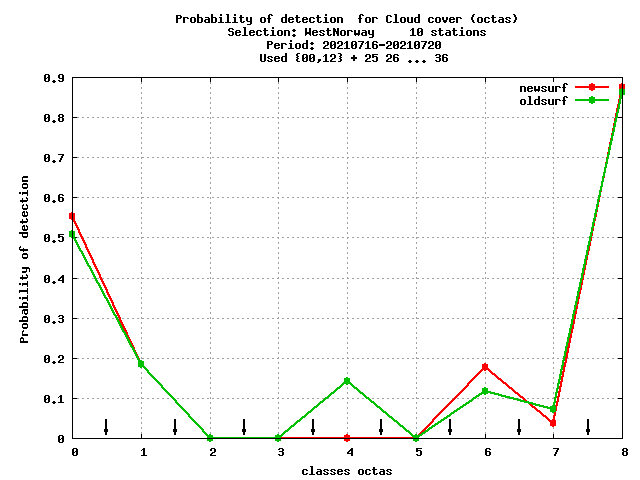 Probability of detection  for Cloud cover (octas)
Selection: WestNorway     10 stations
Period: 20210716-20210720
Used {00,12} + 25 26 ... 36
newsurf
oldsurf
Probability of detection
0.9
0.8
0.7
0.6
0.5
0.4
0.3
0.2
0.1
0
0 1 2 3 4 5 6 7 8
classes octas